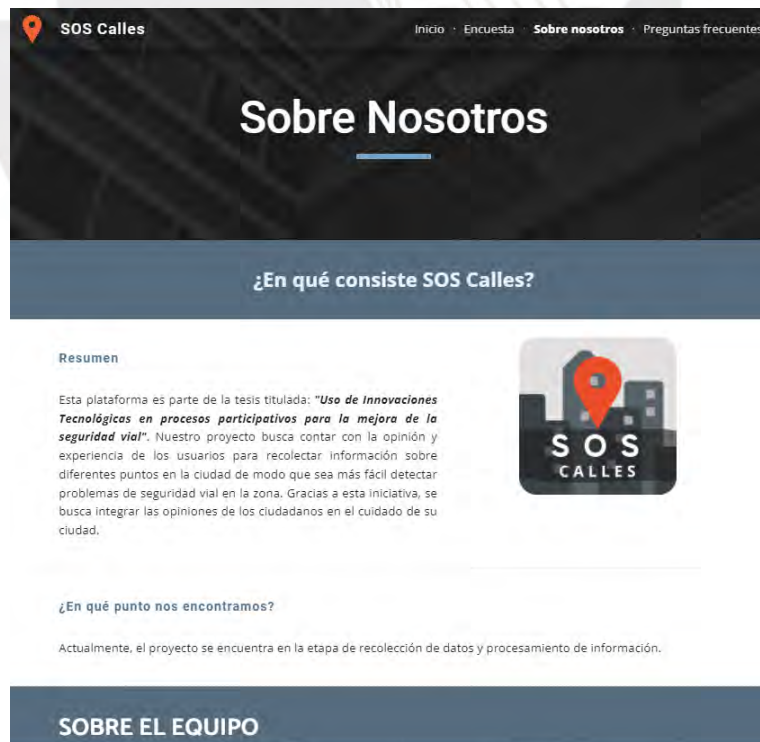 SOS Calles
Inicio · Encuesta · Sobre nosotros · Preguntas frecuentes
Sobre Nosotros
¿En qué consiste SOS Calles?
Resumen
Esta plataforma es parte de la tesis titulada: "Uso de Innovaciones
Tecnológicas en procesos participativos para la mejora de la
seguridad vial". Nuestro proyecto busca contar con la opinión y
experiencia de los usuarios para recolectar información sobre
diferentes puntos en la ciudad de modo que sea más fácil detectar
problemas de seguridad vial en la zona. Gracias a esta iniciativa, se
busca integrar las opiniones de los ciudadanos en el cuidado de su
ciudad.
SOS
CALLES
¿En qué punto nos encontramos?
Actualmente, el proyecto se encuentra en la etapa de recolección de datos y procesamiento de información.
SOBRE EL EQUIPO